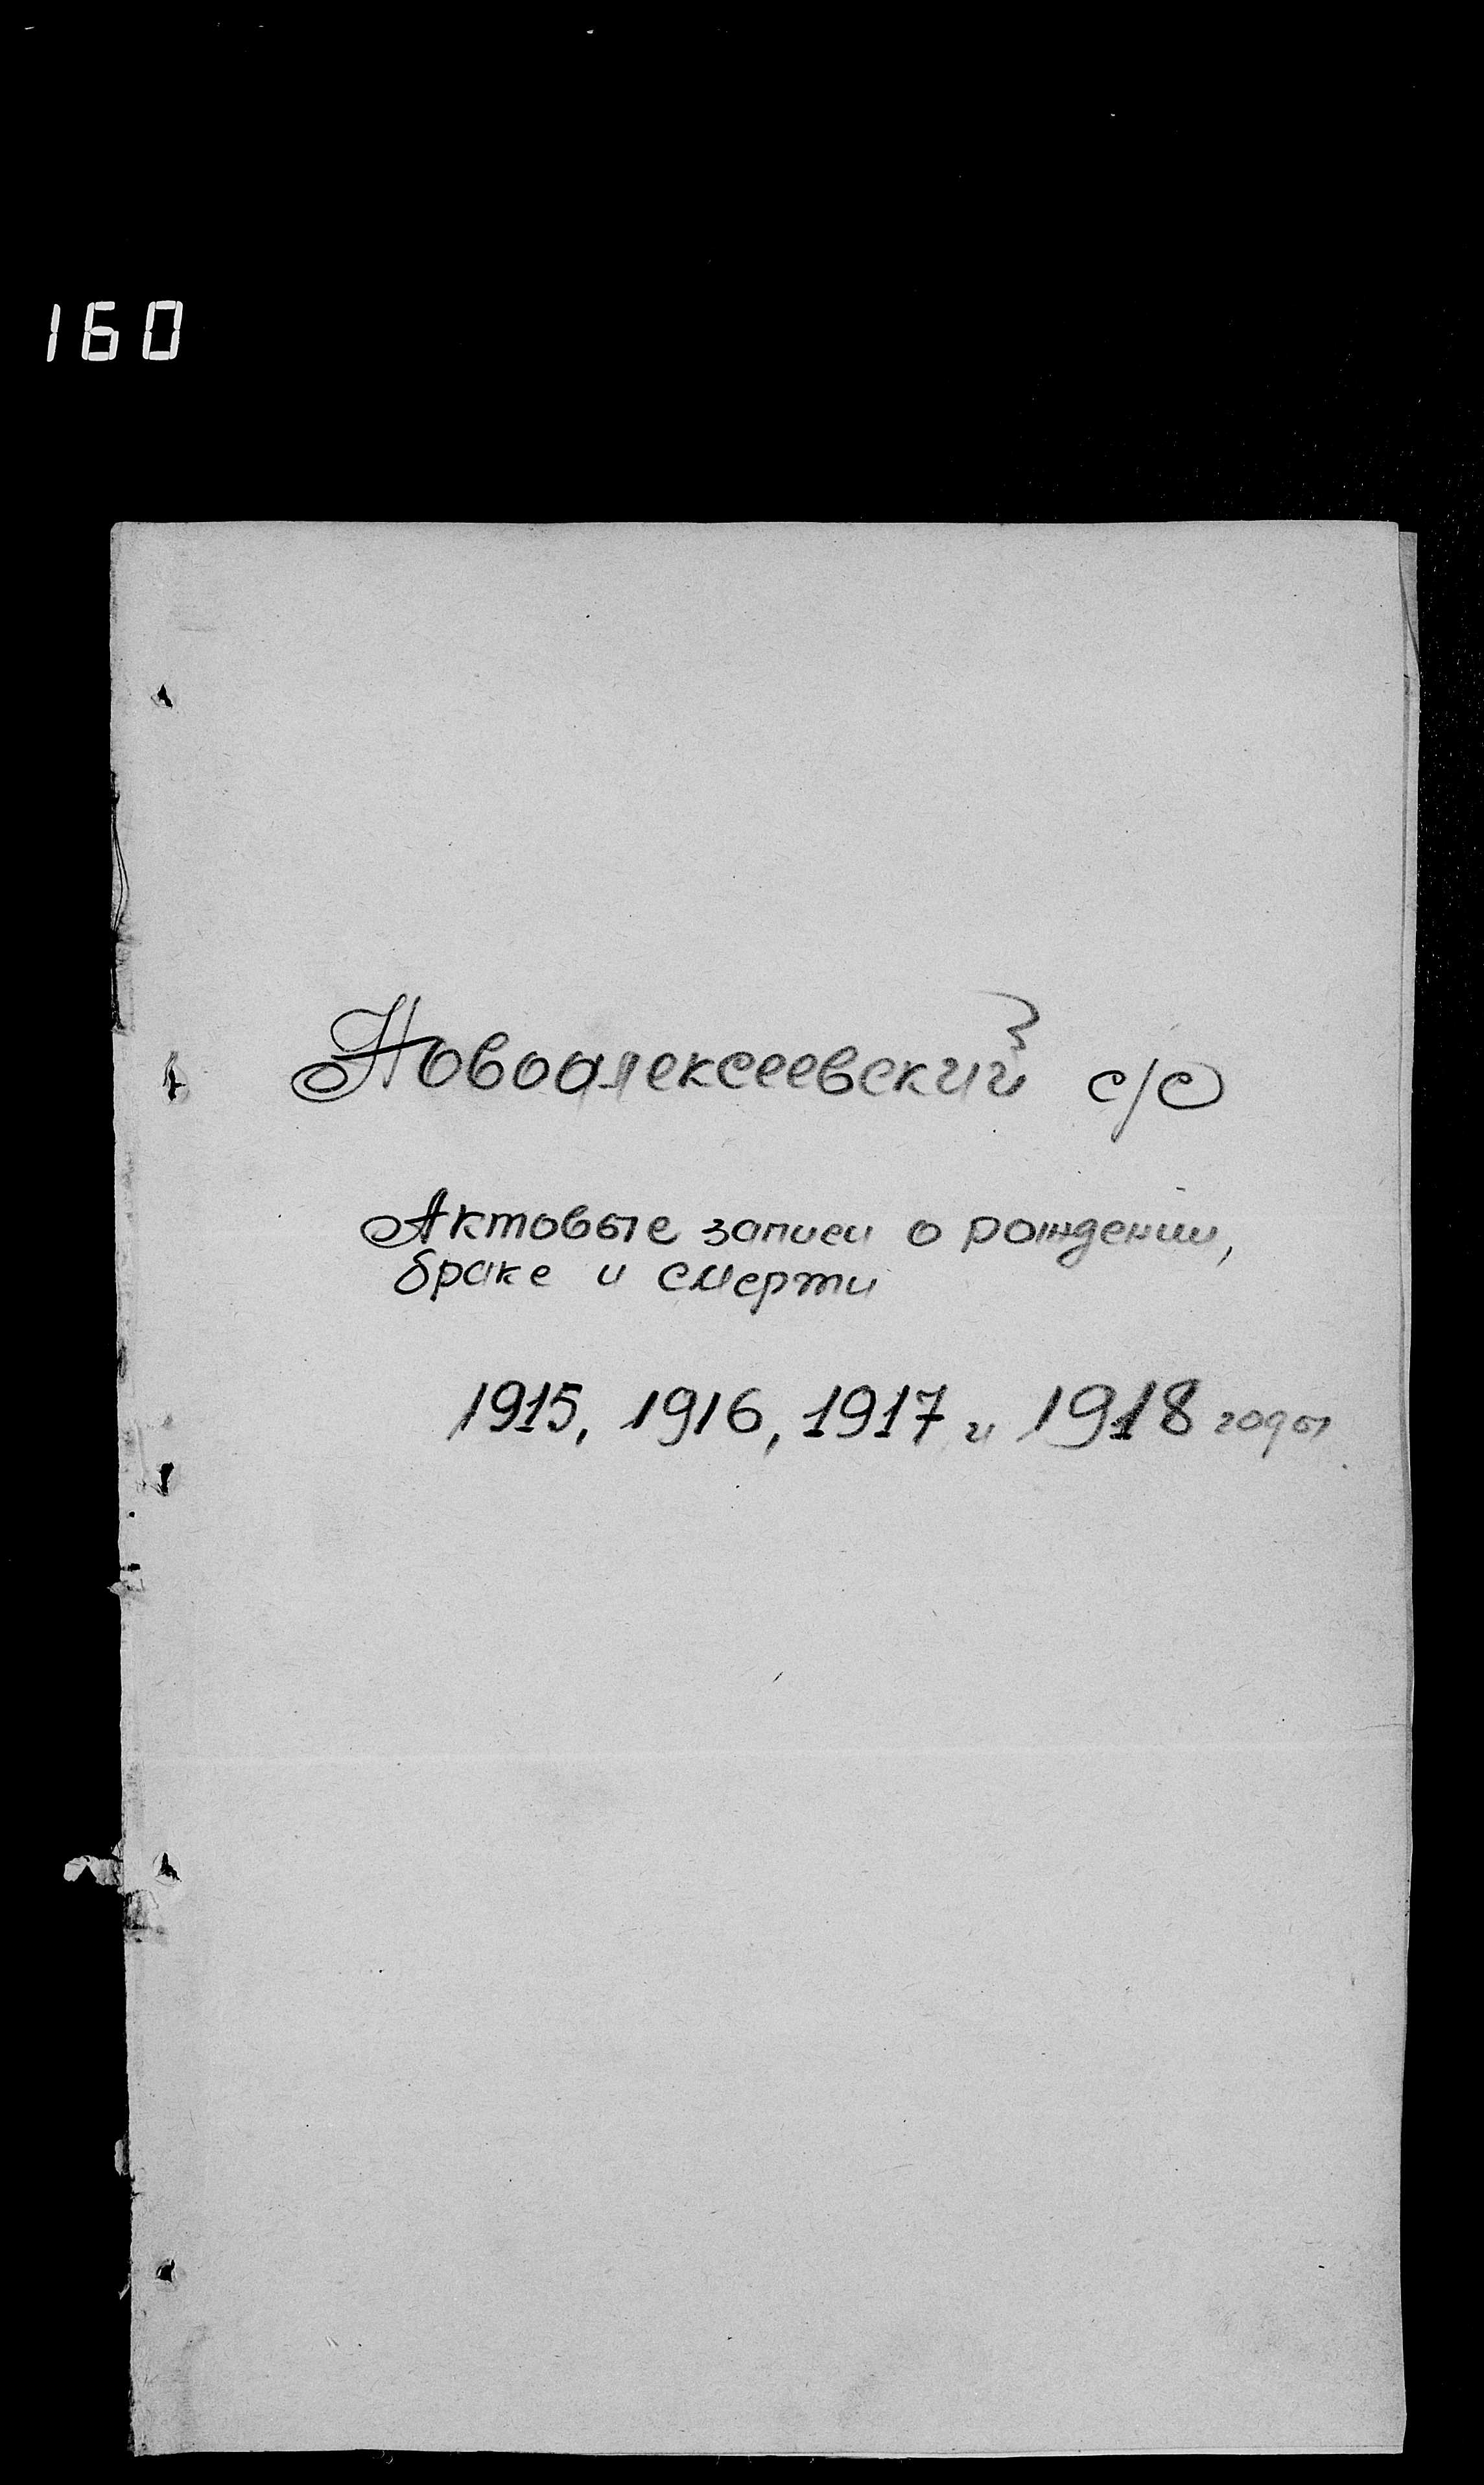 160
Новоалексеевский с/с
Актовые записи о рождении,
браке и смерти
1915, 1916, 1917 и 1918 годы